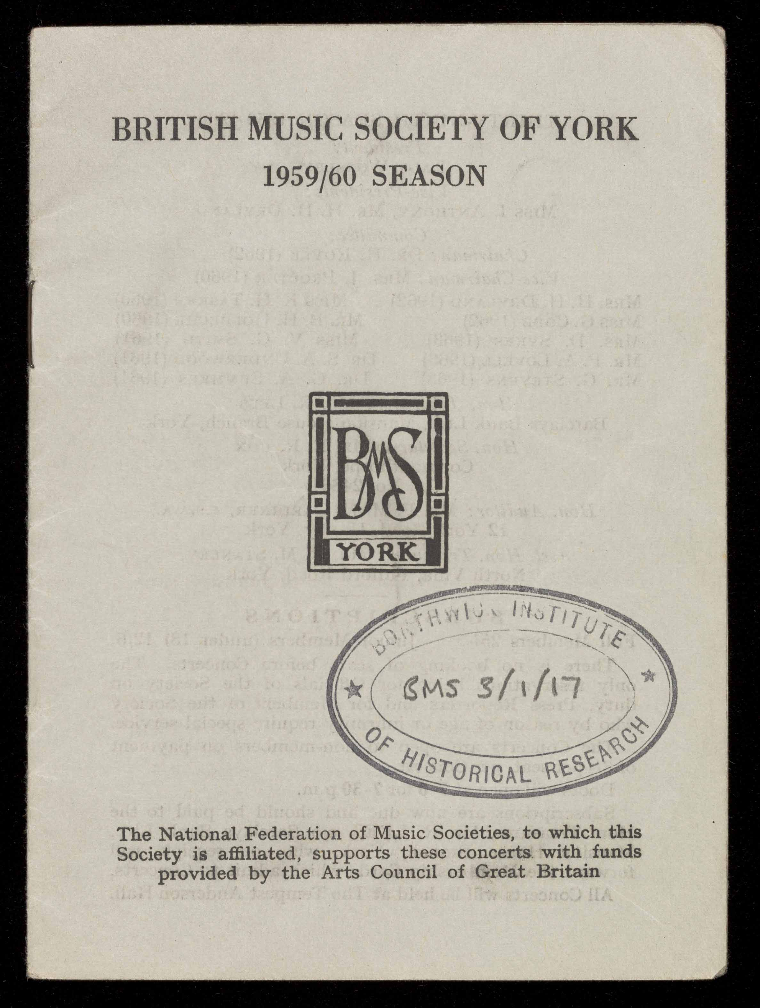 BRITISH MUSIC SOCIETY OF YORK
1959/60 SEASON
BMS
YORK
BORTHWICK INSTITUTE
BMS 3/1/17
OF HISTORICAL RESEARCH
The National Federation of Music Societies, to which this
Society is affiliated, supports these concerts with funds
provided by the Arts Council of Great Britain